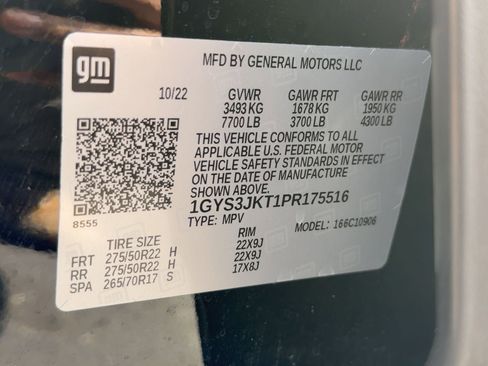 gm
MFD BY GENERAL MOTORS LLC
10/22 GVWR GAWR FRT GAWR RR
3493 KG 1678 KG 1950 KG
7700 LB 3700 LB 4300 LB
THIS VEHICLE CONFORMS TO ALL
APPLICABLE U.S. FEDERAL MOTOR
VEHICLE SAFETY STANDARDS IN EFFECT
ON THE DATE OF MANUFACTURE
SHOWN ABOVE.
8555
1GYS3JKT1PR175516
TYPE: MPV MODEL: 166C10906
TIRE SIZE RIM
FRT 275/50R22 H 22X9J
RR 275/50R22 H 22X9J
SPA 265/70R17 S 17X8J